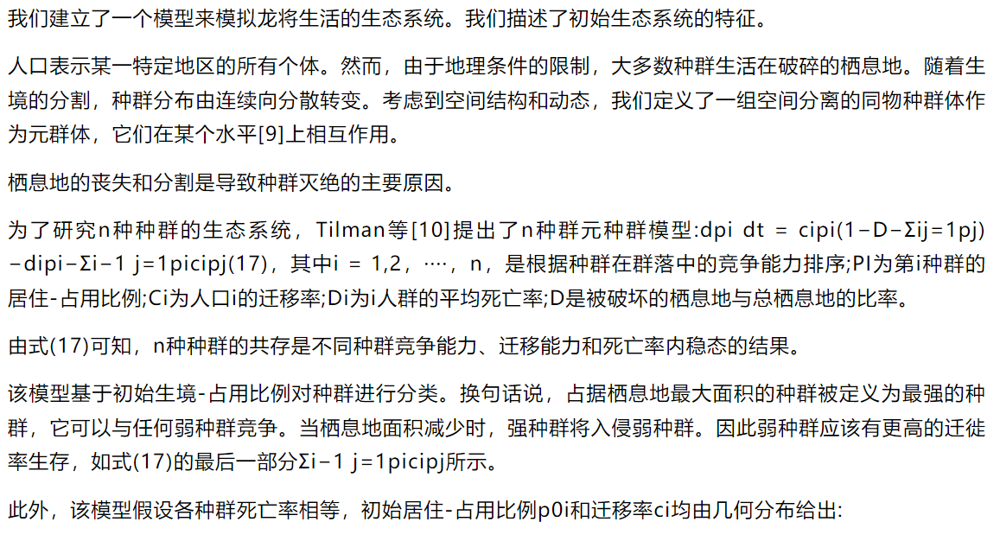 我们建立了一个模型来模拟龙将生活的生态系统。我们描述了初始生态系统的特征。
人口表示某一特定地区的所有个体。然而，由于地理条件的限制，大多数种群生活在破碎的栖息地。随着生
境的分割，种群分布由连续向分散转变。考虑到空间结构和动态，我们定义了一组空间分离的同物种群体作
为元群体，它们在某个水平[9]上相互作用。
栖息地的丧失和分割是导致种群灭绝的主要原因。
为了研究n种种群的生态系统，Tilman等[10]提出了n种群元种群模型:dpi dt = cipi(1−D−Σij=1pj)
−dipi−Σi−1 j=1picipj(17)，其中i = 1,2，····，n，是根据种群在群落中的竞争能力排序;PI为第i种群的
居住-占用比例;Ci为人口i的迁移率;Di为i人群的平均死亡率;D是被破坏的栖息地与总栖息地的比率。
由式(17)可知，n种种群的共存是不同种群竞争能力、迁移能力和死亡率内稳态的结果。
该模型基于初始生境-占用比例对种群进行分类。换句话说，占据栖息地最大面积的种群被定义为最强的种
群，它可以与任何弱种群竞争。当栖息地面积减少时，强种群将入侵弱种群。因此弱种群应该有更高的迁徙
率生存，如式(17)的最后一部分Σi−1 j=1picipj所示。
此外，该模型假设各种群死亡率相等，初始居住-占用比例p0i和迁移率ci均由几何分布给出: